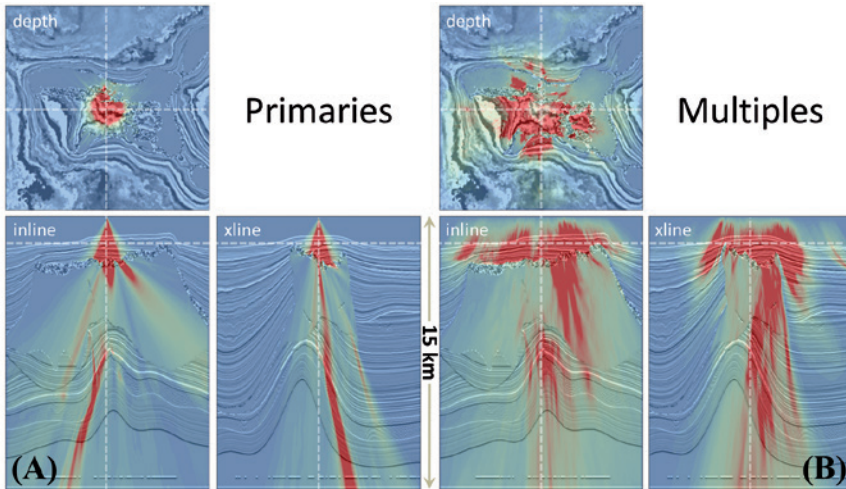 depth
Primaries
depth
Multiples
inline
xline
15 km
inline
xline
(A)
(B)